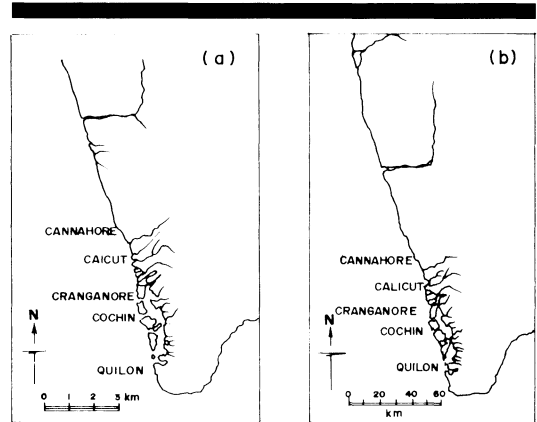 (a)
CANNAHORE
CAICUT
CRANGANORE
COCHIN
N
QUILON
0 1 2 3 km
(b)
CANNAHORE
CALICUT
CRANGANORE
COCHIN
N
QUILON
0 20 40 60
km